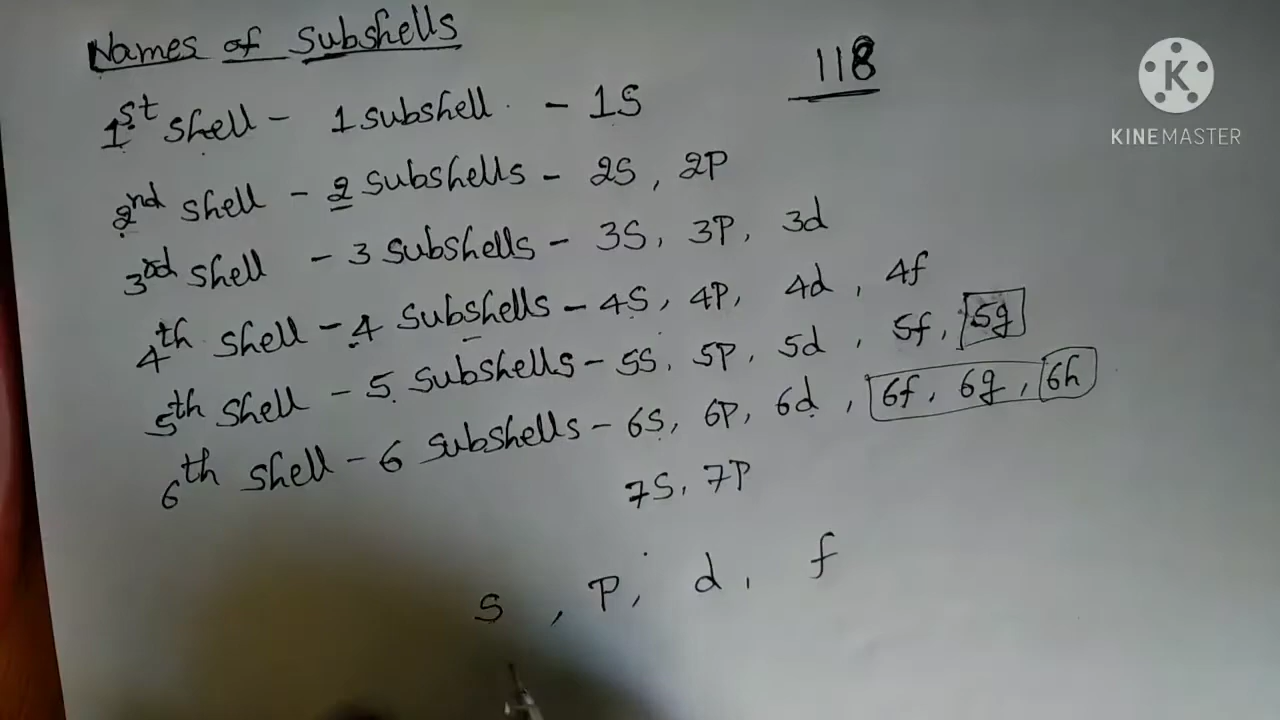 Names of Subshells
118
1st shell - 1 subshell - 1S
2nd shell - 2 subshells - 2S, 2P
3rd shell - 3 subshells - 3S, 3P, 3d
4th shell - 4 subshells - 4S, 4P, 4d, 4f
5th shell - 5 subshells - 5S, 5P, 5d, 5f, 5g
6th shell - 6 subshells - 6S, 6P, 6d, 6f, 6g, 6h
7S, 7P
S, P, d, f
K
KINEMASTER